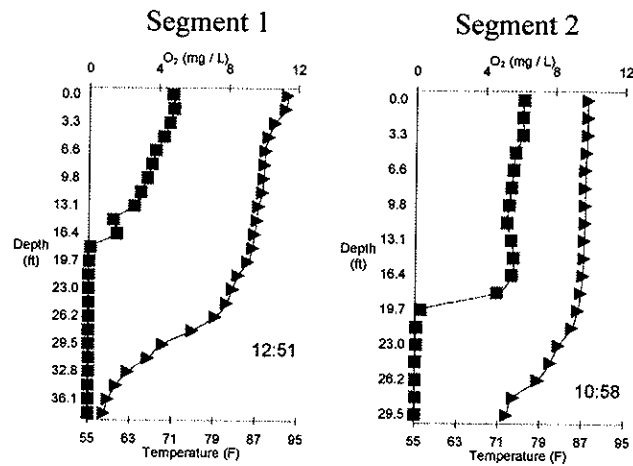 Segment 1
O₂ (mg / L)
0 4 8 12
0.0
3.3
6.6
9.8
13.1
16.4
19.7
23.0
26.2
29.5
32.8
36.1
Depth
(ft)
12:51
55 63 71 79 87 95
Temperature (F)
Segment 2
O₂ (mg / L)
0 4 8 12
0.0
3.3
6.6
9.8
13.1
16.4
19.7
23.0
26.2
29.5
Depth
(ft)
10:58
55 63 71 79 87 95
Temperature (F)